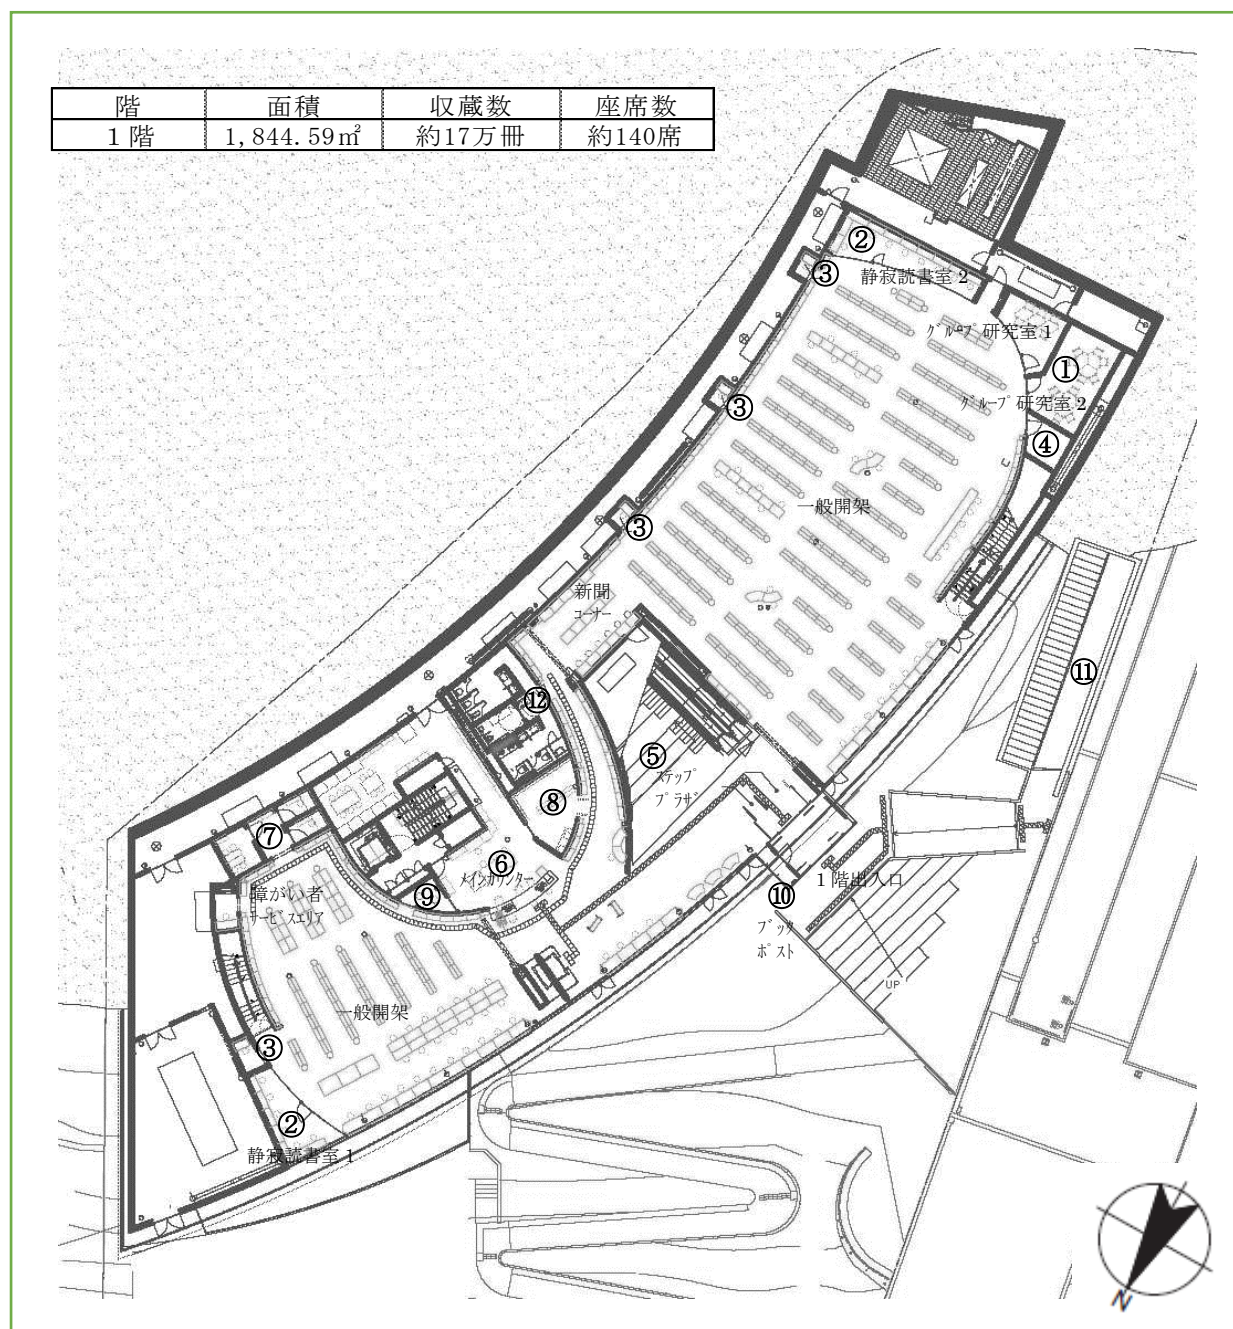 階 面積 収蔵数 座席数
1階 1,844.59㎡ 約17万冊 約140席
②
静寂読書室2
③
グループ研究室1
①
グループ研究室2
③
④
一般開架
③
新聞
コーナー
⑪
⑫
⑤
ステップ
プラザ
⑧
⑦
⑥
メインカウンター
1階出入口
障がい者
サービスエリア
⑨
⑩
ブック
ポスト
UP
一般開架
③
②
静寂読書室1
N